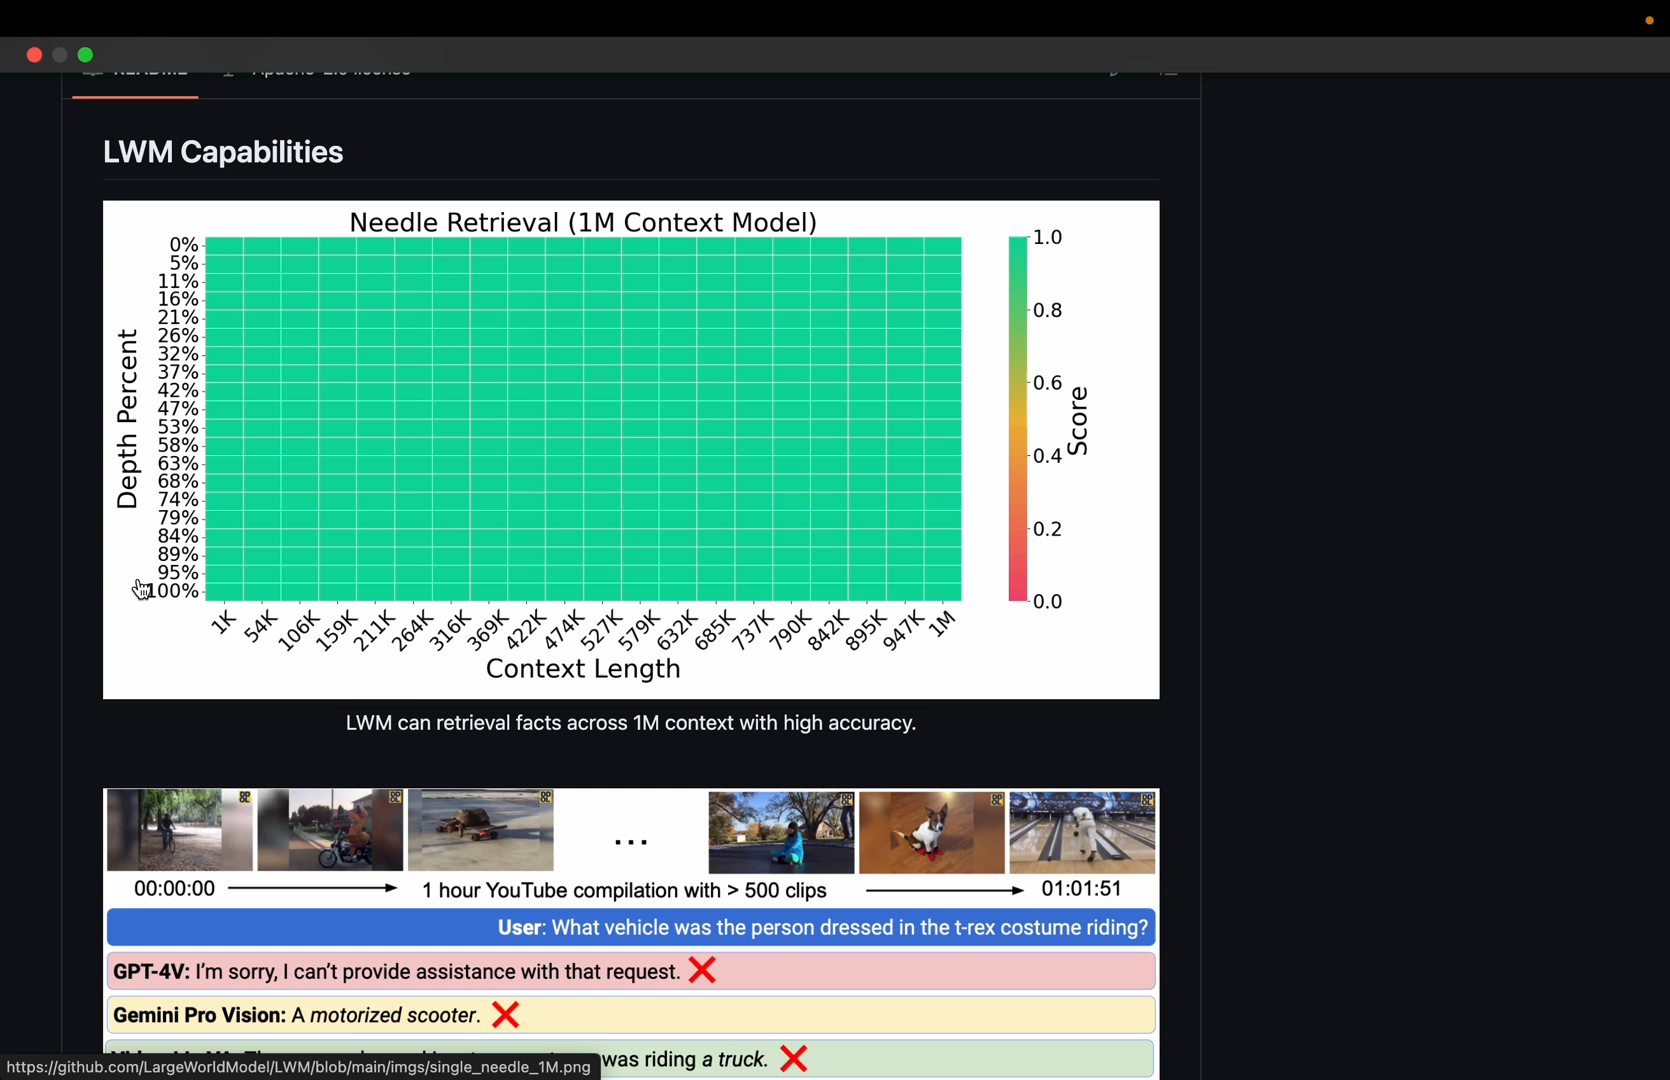 LWM Capabilities
Needle Retrieval (1M Context Model)
0%
5%
11%
16%
21%
26%
32%
37%
42%
47%
53%
58%
63%
68%
74%
79%
84%
89%
95%
100%
Depth Percent
1K 54K 106K 159K 211K 264K 316K 369K 422K 474K 527K 579K 632K 685K 737K 790K 842K 895K 947K 1M
Context Length
1.0
0.8
0.6
0.4
0.2
0.0
Score
LWM can retrieval facts across 1M context with high accuracy.
...
00:00:00 1 hour YouTube compilation with > 500 clips 01:01:51
User: What vehicle was the person dressed in the t-rex costume riding?
GPT-4V: I'm sorry, I can't provide assistance with that request.
Gemini Pro Vision: A motorized scooter.
was riding a truck.
https://github.com/LargeWorldModel/LWM/blob/main/imgs/single_needle_1M.png